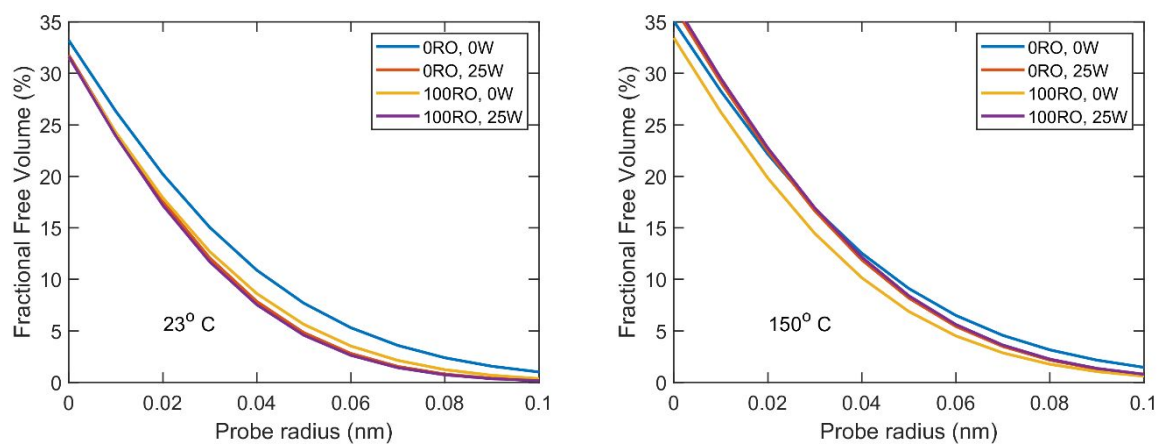 35
30
25
20
15
10
5
0
Fractional Free Volume (%)
0RO, 0W
0RO, 25W
100RO, 0W
100RO, 25W
23° C
0 0.02 0.04 0.06 0.08 0.1
Probe radius (nm)
35
30
25
20
15
10
5
0
Fractional Free Volume (%)
0RO, 0W
0RO, 25W
100RO, 0W
100RO, 25W
150° C
0 0.02 0.04 0.06 0.08 0.1
Probe radius (nm)